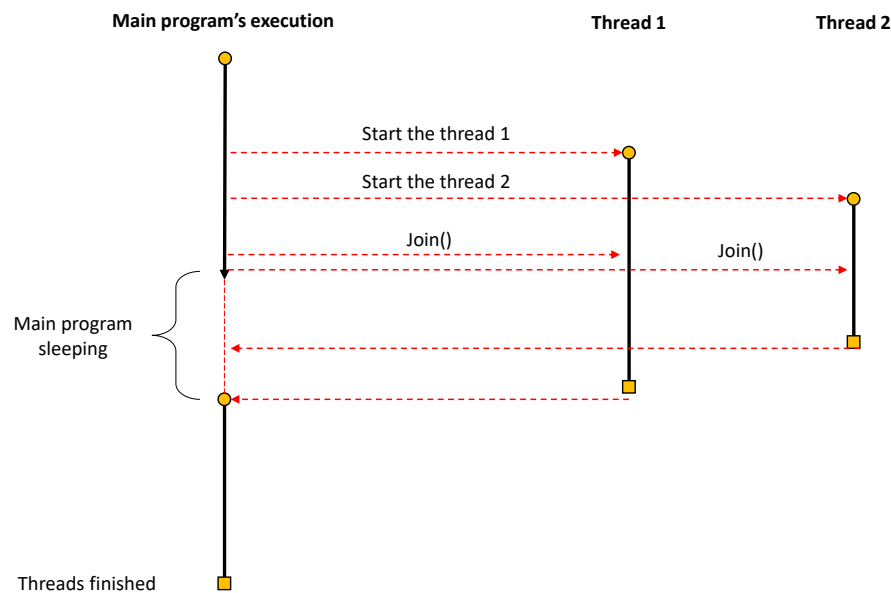 Main program’s execution
Thread 1
Thread 2
Start the thread 1
Start the thread 2
Join()
Join()
Main program
sleeping
Threads finished